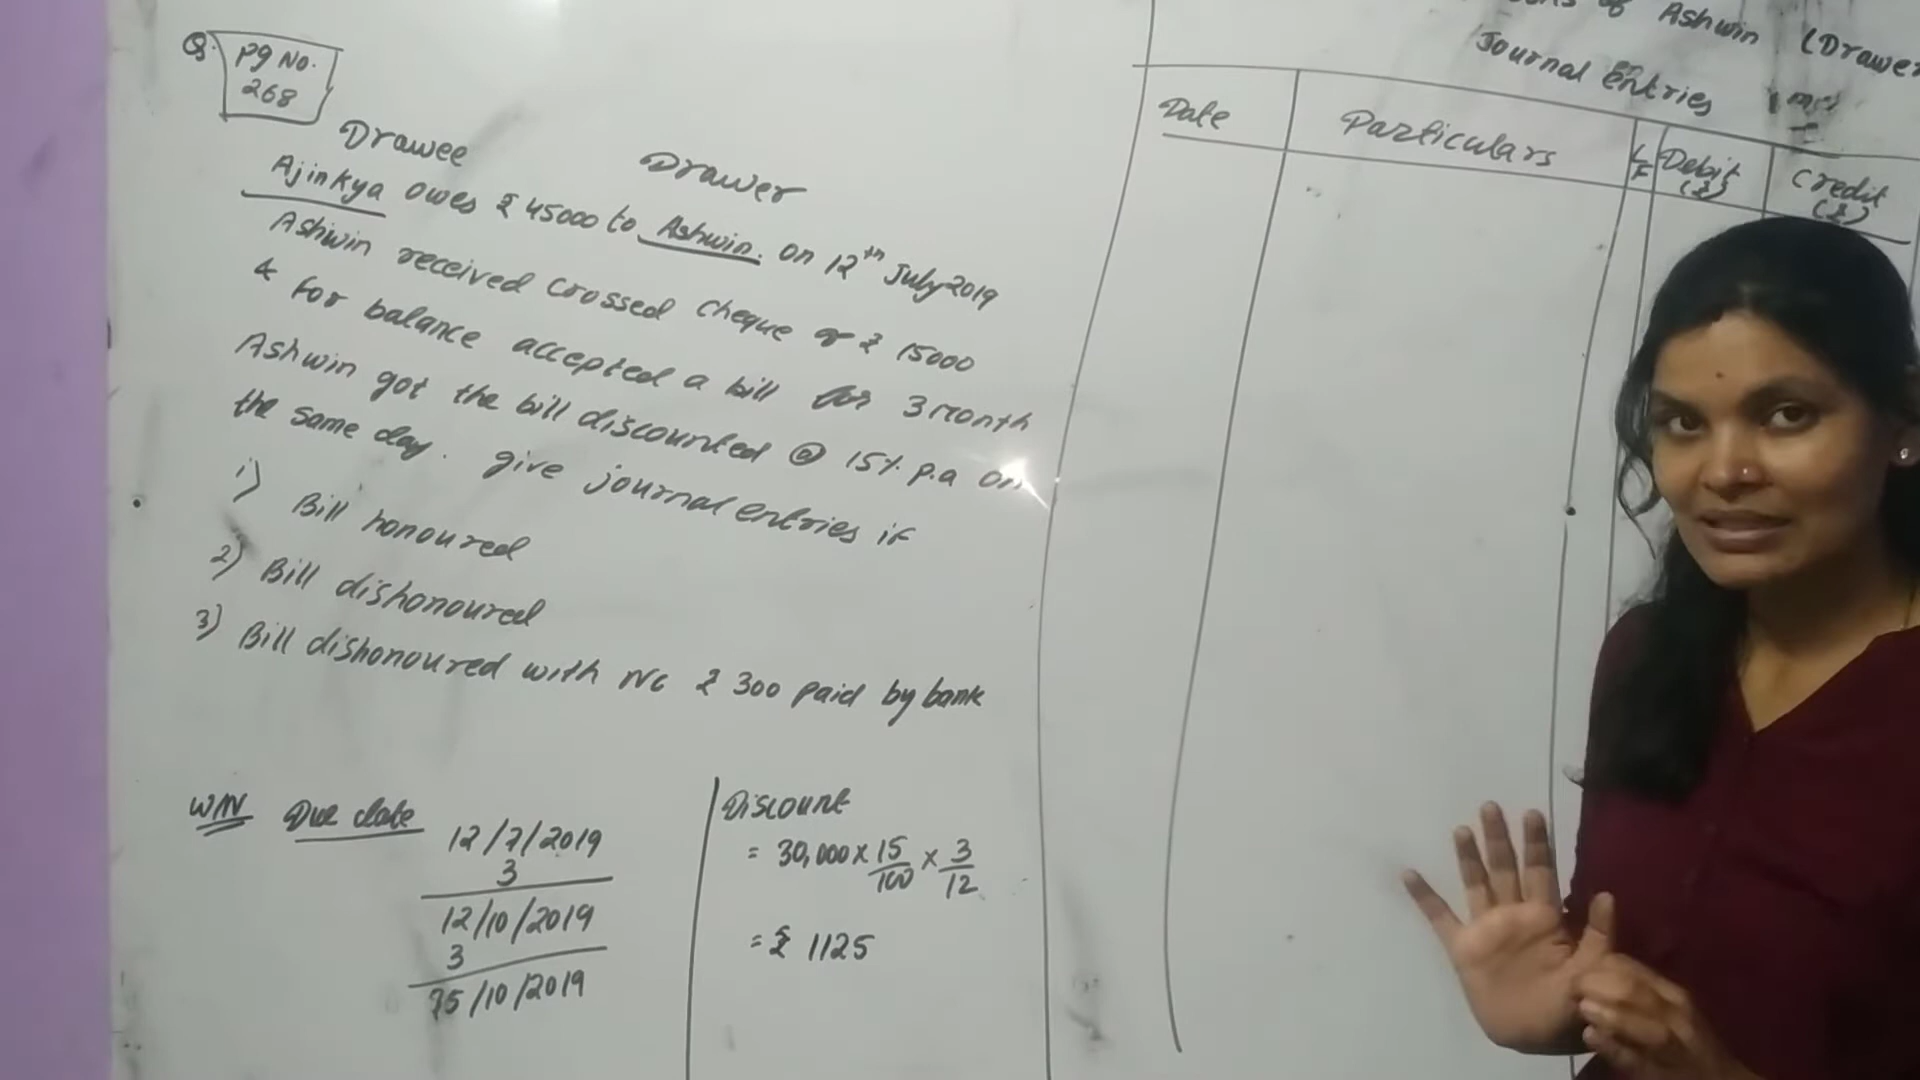 Q. Pg No.
268
Drawee Drawer
Ajinkya owes ₹ 45000 to Ashwin. on 12th July 2019
Ashwin received crossed cheque of ₹ 15000
& for balance accepted a bill for 3 month
Ashwin got the bill discounted @ 15% p.a on
the same day. give journal entries if
1) Bill honoured
2) Bill dishonoured
3) Bill dishonoured with NC ₹ 300 paid by bank
WN Due date
12/7/2019
3
12/10/2019
3
15/10/2019
Discount
= 30,000 × 15/100 × 3/12
= ₹ 1125
of Ashwin (Drawer
Journal entries
Date Particulars LF Debit (₹) Credit (₹)